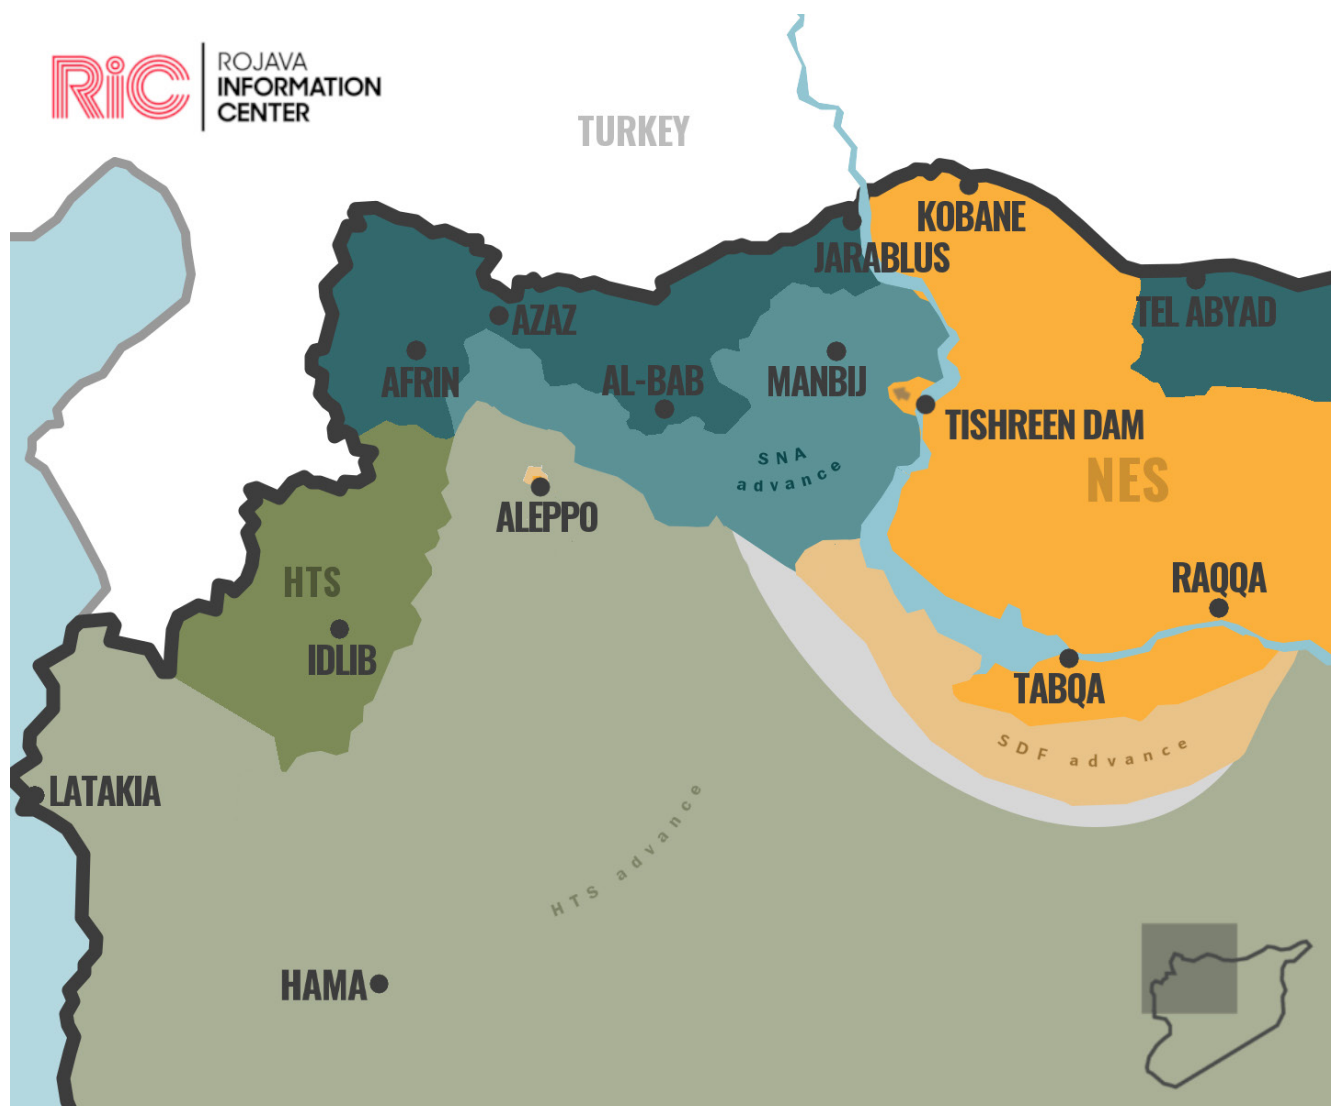 RiC
ROJAVA
INFORMATION
CENTER
TURKEY
KOBANE
JARABLUS
TEL ABYAD
AZAZ
AFRIN
AL-BAB
MANBIJ
TISHREEN DAM
SNA
advance
NES
ALEPPO
HTS
RAQQA
IDLIB
TABQA
SDF advance
LATAKIA
HTS advance
HAMA